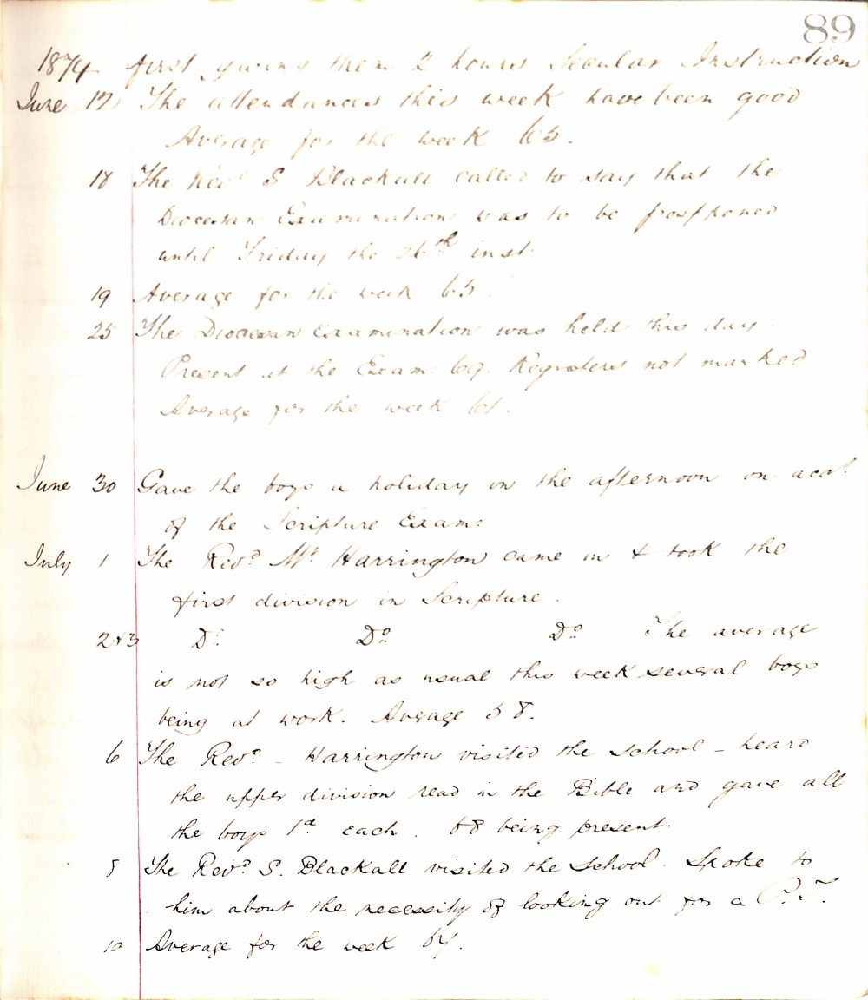 89
1874 first giving them 2 hours Secular Instruction
June 12 The attendances this week have been good
Average for the week 65.
18 The Revd S Blackall called to say that the
Diocesan Examination was to be postponed
until Friday the 26th inst.
19 Average for the week 65.
25 The Diocesan Examination was held this day.
Present at the Exam: 69. Registers not marked
Average for the week 61.
June 30 Gave the boys a holiday in the afternoon on acct.
of the Scripture Exam:
July 1 The Revd Mr Harrington came in & took the
first division in Scripture.
2&3 Do Do Do The average
is not so high as usual this week several boys
being at work. Average 58.
6 The Revd – Harrington visited the school – heard
the upper division read in the Bible and gave all
the boys 1d each. 68 being present.
The Revd S. Blackall visited the school. Spoke to
him about the necessity of looking out for a P.T.
10 Average for the week